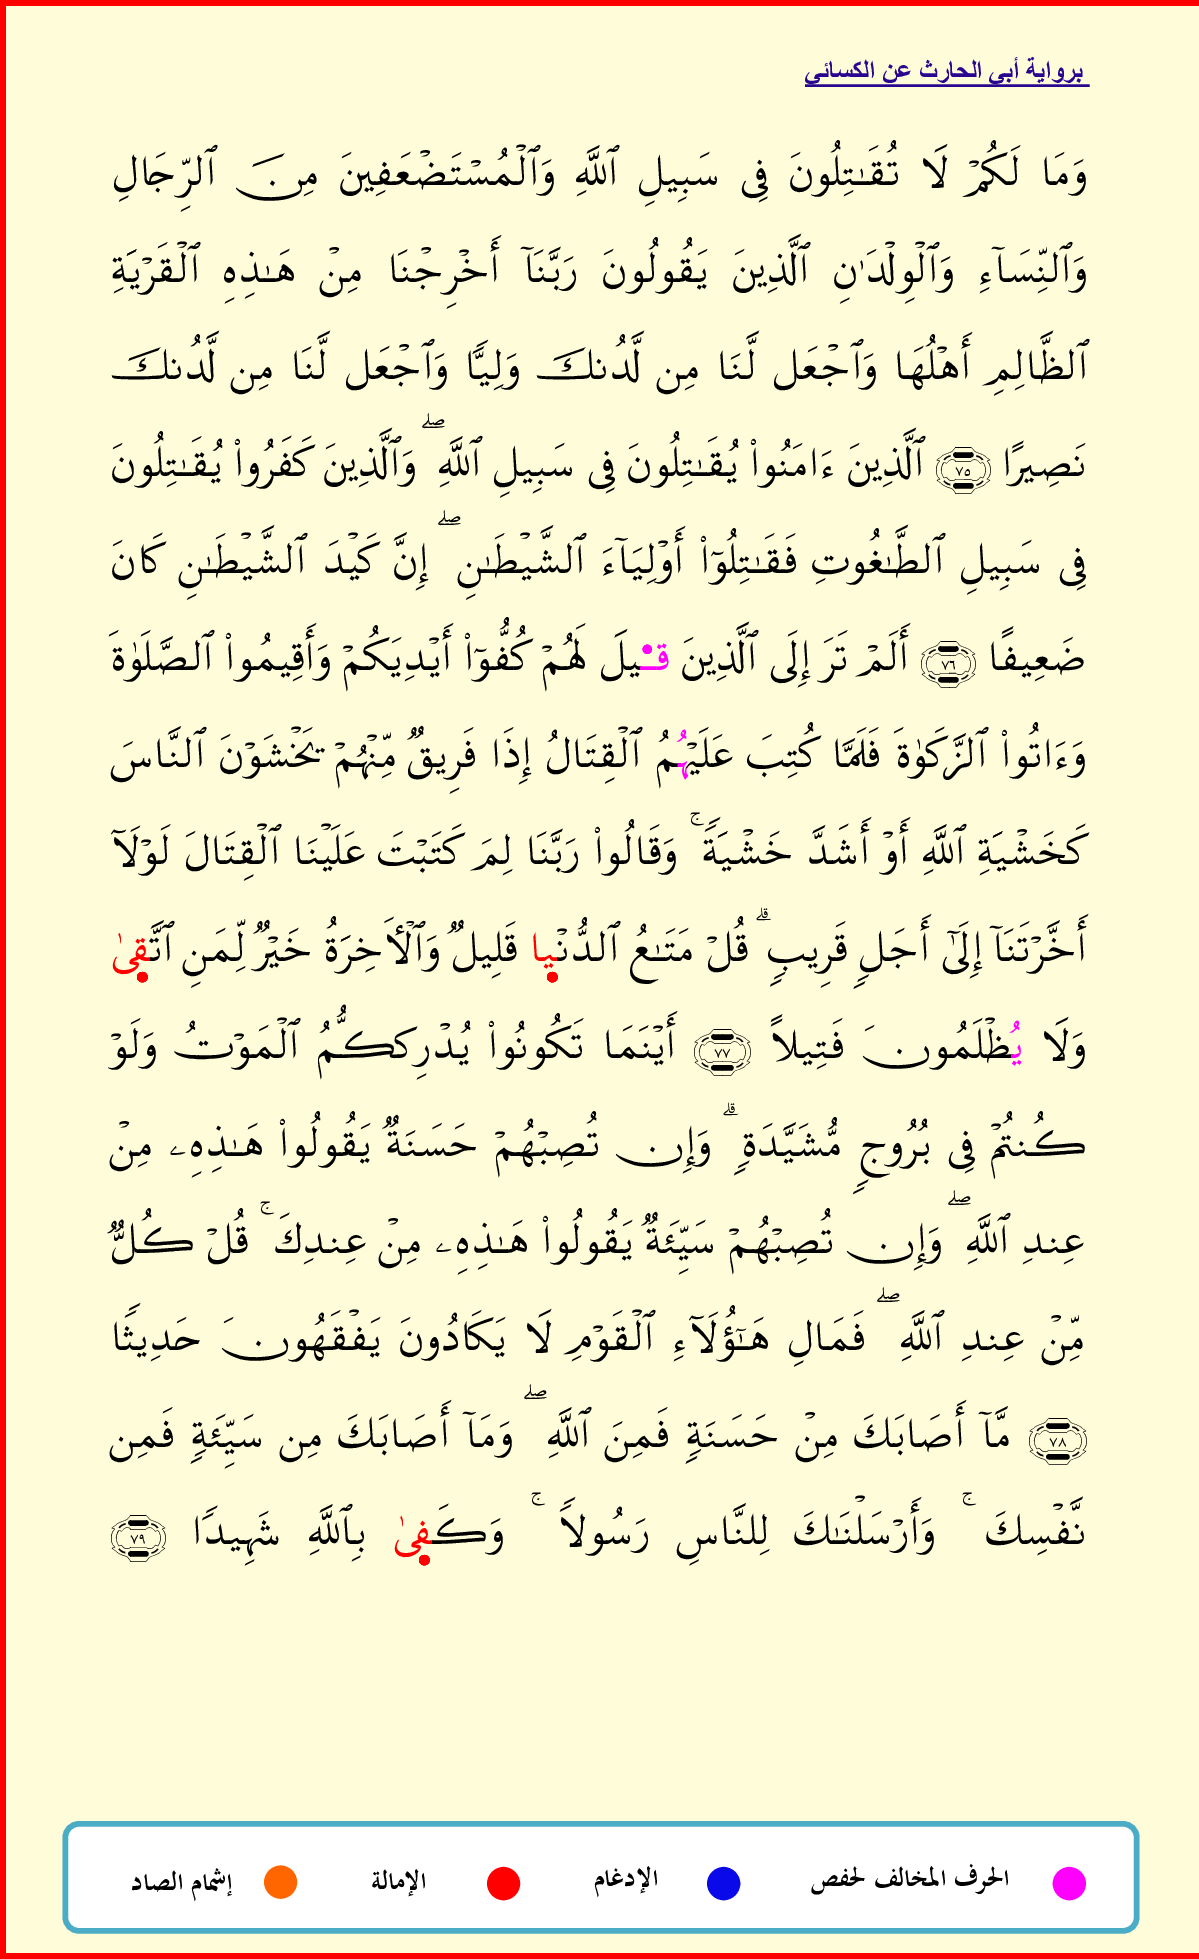 برواية أبي الحارث عن الكسائي
وَمَا لَكُمۡ لَا تُقَـٰتِلُونَ فِى سَبِيلِ ٱللَّهِ وَٱلۡمُسۡتَضۡعَفِينَ مِنَ ٱلرِّجَالِ
وَٱلنِّسَآءِ وَٱلۡوِلۡدَٰنِ ٱلَّذِينَ يَقُولُونَ رَبَّنَآ أَخۡرِجۡنَا مِنۡ هَـٰذِهِ ٱلۡقَرۡيَةِ
ٱلظَّالِمِ أَهۡلُهَا وَٱجۡعَل لَّنَا مِن لَّدُنكَ وَلِيًّا وَٱجۡعَل لَّنَا مِن لَّدُنكَ
نَصِيرًا ٧٥ ٱلَّذِينَ ءَامَنُواْ يُقَـٰتِلُونَ فِى سَبِيلِ ٱللَّهِۖ وَٱلَّذِينَ كَفَرُواْ يُقَـٰتِلُونَ
فِى سَبِيلِ ٱلطَّـٰغُوتِ فَقَـٰتِلُوٓاْ أَوۡلِيَآءَ ٱلشَّيۡطَـٰنِۖ إِنَّ كَيۡدَ ٱلشَّيۡطَـٰنِ كَانَ
ضَعِيفًا ٧٦ أَلَمۡ تَرَ إِلَى ٱلَّذِينَ قِيلَ لَهُمۡ كُفُّوٓاْ أَيۡدِيَكُمۡ وَأَقِيمُواْ ٱلصَّلَوٰةَ
وَءَاتُواْ ٱلزَّكَوٰةَ فَلَمَّا كُتِبَ عَلَيۡهُمُ ٱلۡقِتَالُ إِذَا فَرِيقٌ مِّنۡهُمۡ يَخۡشَوۡنَ ٱلنَّاسَ
كَخَشۡيَةِ ٱللَّهِ أَوۡ أَشَدَّ خَشۡيَةًۚ وَقَالُواْ رَبَّنَا لِمَ كَتَبۡتَ عَلَيۡنَا ٱلۡقِتَالَ لَوۡلَآ
أَخَّرۡتَنَآ إِلَىٰٓ أَجَلٍ قَرِيبٍۗ قُلۡ مَتَـٰعُ ٱلدُّنۡيا قَلِيلٌ وَٱلۡأَخِرَةُ خَيۡرٌ لِّمَنِ ٱتَّقىٰ
وَلَا يُظۡلَمُونَ فَتِيلاً ٧٧ أَيۡنَمَا تَكُونُواْ يُدۡرِككُّمُ ٱلۡمَوۡتُ وَلَوۡ
كُنتُمۡ فِى بُرُوجٍ مُّشَيَّدَةٍۗ وَإِن تُصِبۡهُمۡ حَسَنَةٌ يَقُولُواْ هَـٰذِهِۦ مِنۡ
عِندِ ٱللَّهِۖ وَإِن تُصِبۡهُمۡ سَيِّئَةٌ يَقُولُواْ هَـٰذِهِۦ مِنۡ عِندِكَۚ قُلۡ كُلٌّ
مِّنۡ عِندِ ٱللَّهِۖ فَمَالِ هَـٰٓؤُلَآءِ ٱلۡقَوۡمِ لَا يَكَادُونَ يَفۡقَهُونَ حَدِيثًا
٧٨ مَّآ أَصَابَكَ مِنۡ حَسَنَةٍ فَمِنَ ٱللَّهِۖ وَمَآ أَصَابَكَ مِن سَيِّئَةٍ فَمِن
نَّفۡسِكَۚ وَأَرۡسَلۡنَـٰكَ لِلنَّاسِ رَسُولاًۚ وَكَفىٰ بِٱللَّهِ شَهِيدًا ٧٩
الحرف المخالف لحفص الإدغام الإمالة إشمام الصاد